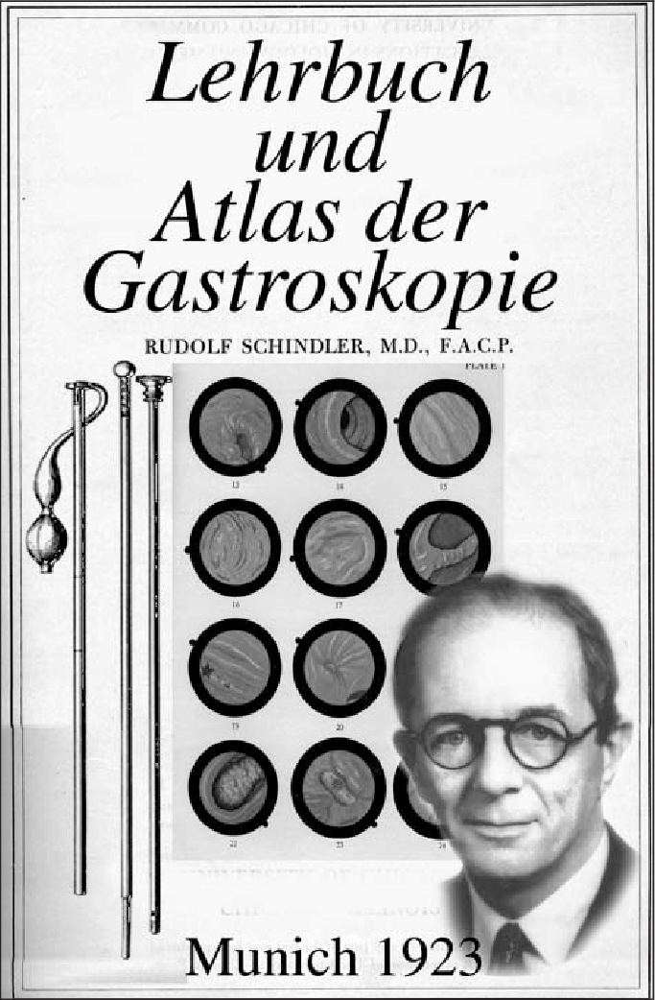 Lehrbuch
und
Atlas der
Gastroskopie
RUDOLF SCHINDLER, M.D., F.A.C.P.
PLATE I
13
14
15
16
17
19
20
22
23
24
Munich 1923